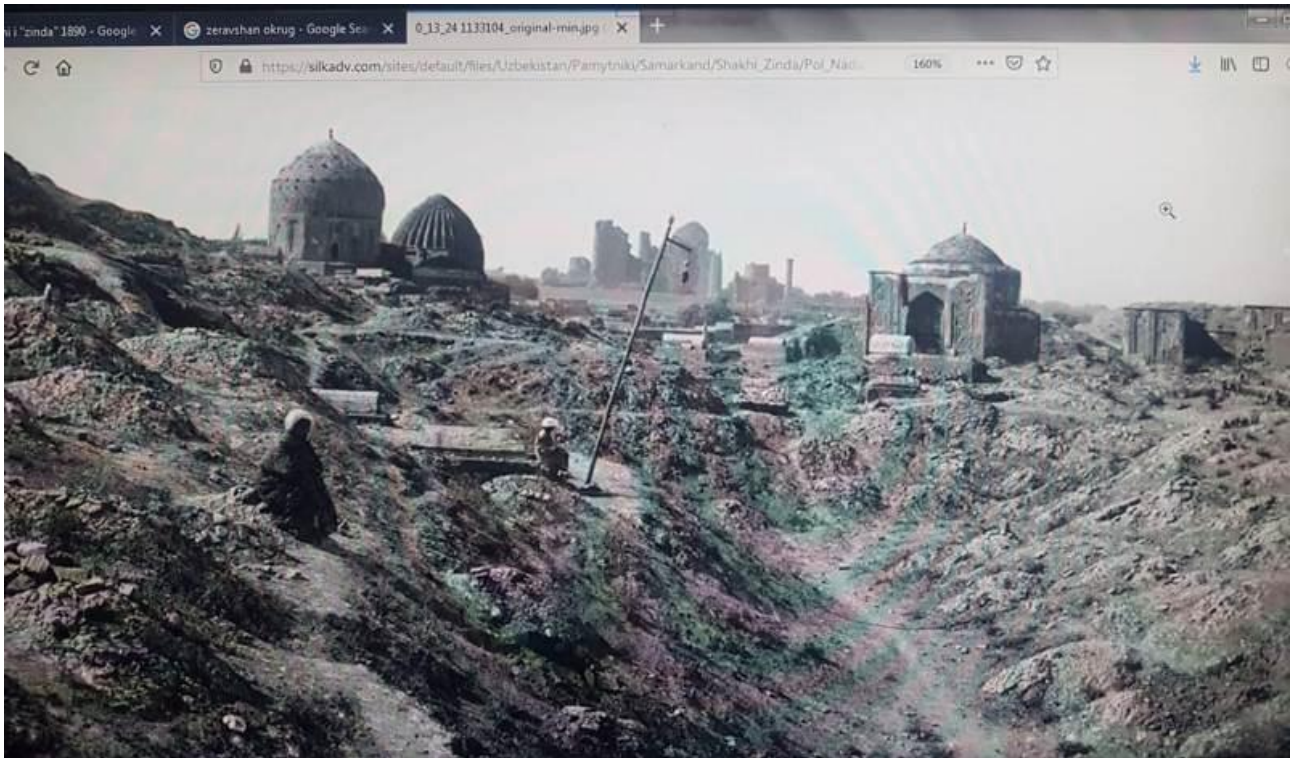 "zinda" 1890 - Google
zeravshan okrug - Google Sea
0_13_24 1133104_original-min.jpg
https://silkadv.com/sites/default/files/Uzbekistan/Pamytniki/Samarkand/Shakhi_Zinda/Pol_Nad
160%